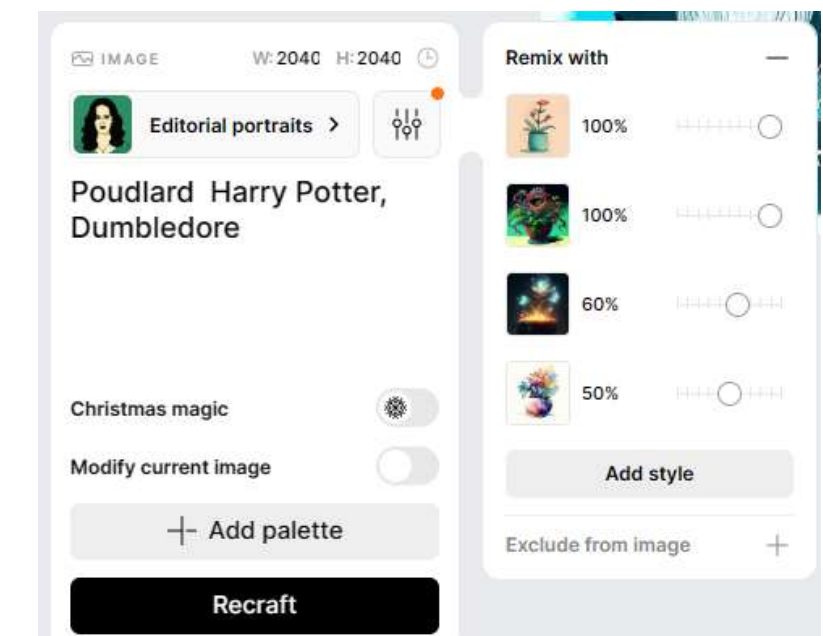 IMAGE W: 2040 H: 2040
Editorial portraits
Poudlard Harry Potter,
Dumbledore
Christmas magic
Modify current image
Add palette
Recraft
Remix with
100%
100%
60%
50%
Add style
Exclude from image